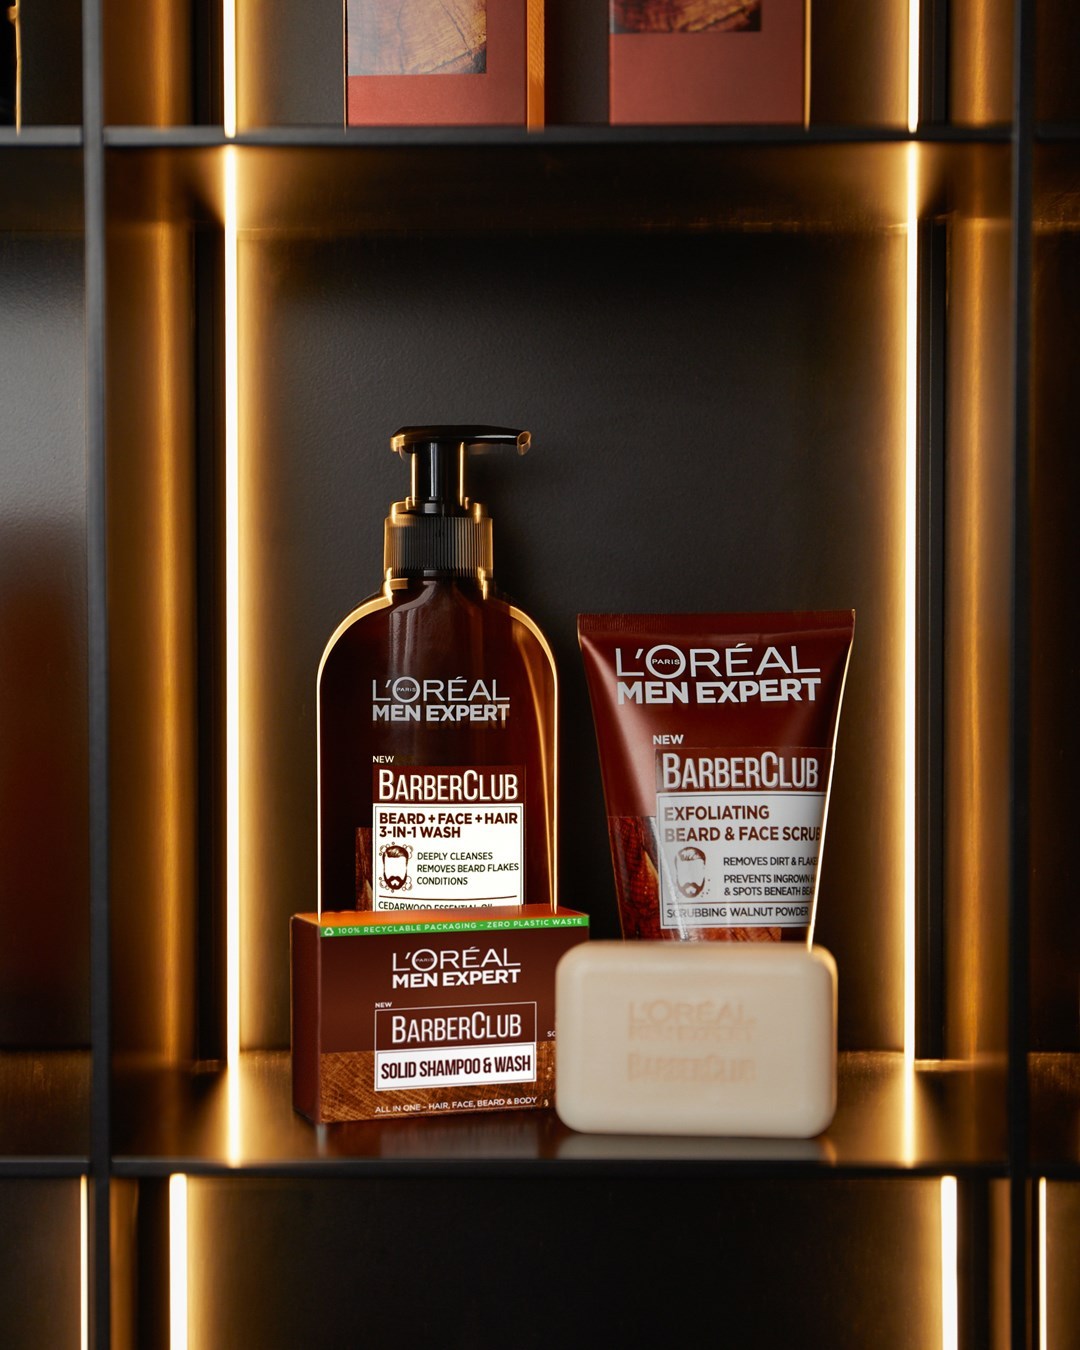 L'ORÉAL
PARIS
MEN EXPERT
NEW
BARBERCLUB
BEARD + FACE + HAIR
3-IN-1 WASH
DEEPLY CLEANSES
REMOVES BEARD FLAKES
CONDITIONS
CEDARWOOD ESSENTIAL OIL
L'ORÉAL
PARIS
MEN EXPERT
NEW
BARBERCLUB
EXFOLIATING
BEARD & FACE SCRUB
REMOVES DIRT &
PREVENTS INGROWN
& SPOTS BENEATH
SCRUBBING WALNUT POWDER
100% RECYCLABLE PACKAGING - ZERO PLASTIC WASTE
L'ORÉAL
PARIS
MEN EXPERT
NEW
BARBERCLUB
SOLID SHAMPOO & WASH
ALL IN ONE - HAIR, FACE, BEARD & BODY
L'ORÉAL
MEN EXPERT
BARBERCLUB